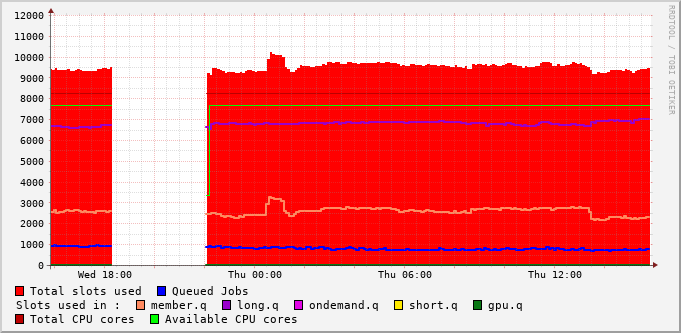 12000
11000
10000
9000
8000
7000
6000
5000
4000
3000
2000
1000
0
Wed 18:00 Thu 00:00 Thu 06:00 Thu 12:00
Total slots used Queued Jobs
Slots used in : member.q long.q ondemand.q short.q gpu.q
Total CPU cores Available CPU cores
RRDTOOL / TOBI OETIKER